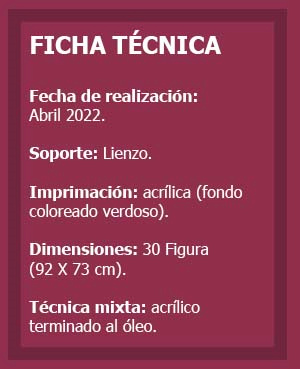 FICHA TÉCNICA
Fecha de realización:
Abril 2022.
Soporte: Lienzo.
Imprimación: acrílica (fondo
coloreado verdoso).
Dimensiones: 30 Figura
(92 X 73 cm).
Técnica mixta: acrílico
terminado al óleo.